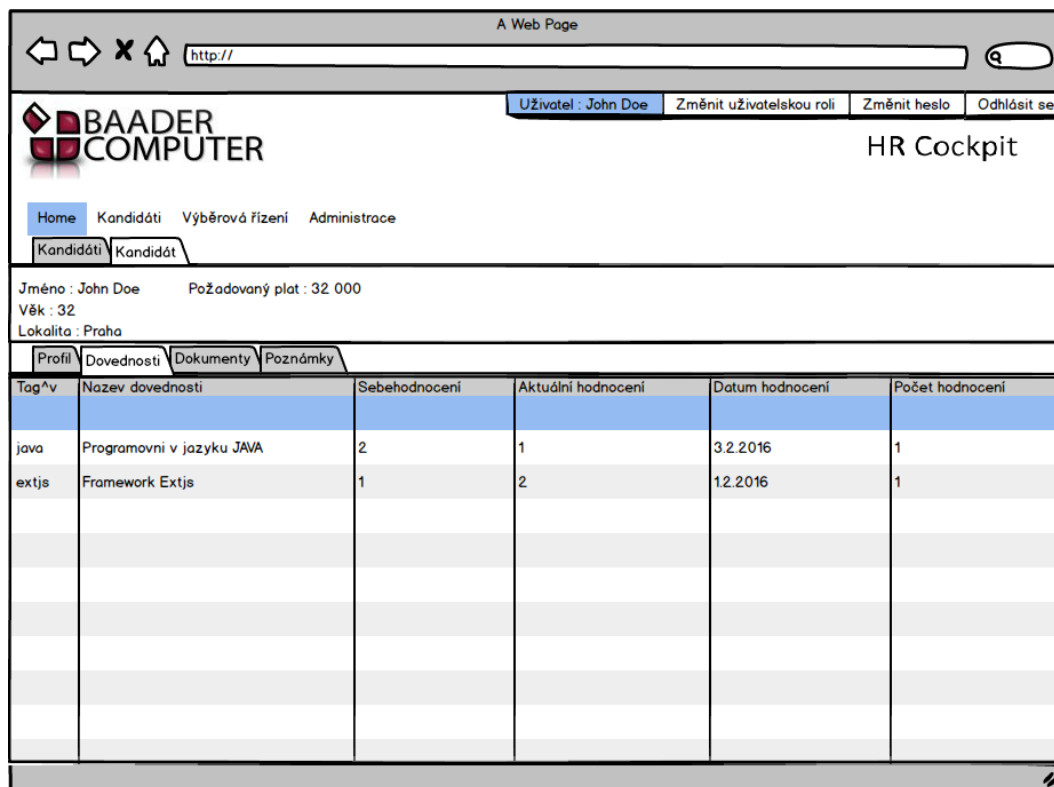 A Web Page
http://
Uživatel : John Doe Změnit uživatelskou roli Změnit heslo Odhlásit se
BAADER
COMPUTER
HR Cockpit
Home Kandidáti Výběrová řízení Administrace
Kandidáti Kandidát
Jméno : John Doe Požadovaný plat : 32 000
Věk : 32
Lokalita : Praha
Profil Dovednosti Dokumenty Poznámky
Tag^v Nazev dovednosti Sebehodnocení Aktuální hodnocení Datum hodnocení Počet hodnocení
java Programovni v jazyku JAVA 2 1 3.2.2016 1
extjs Framework Extjs 1 2 1.2.2016 1